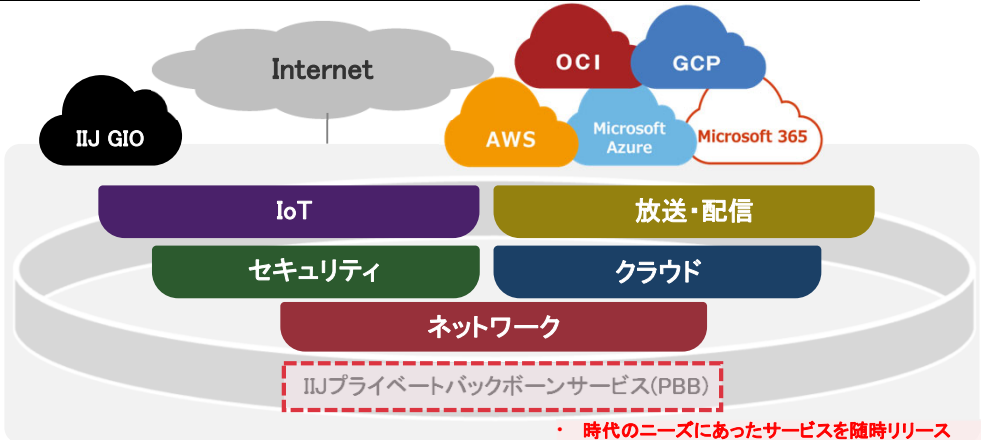 Internet
OCI
GCP
IIJ GIO
AWS
Microsoft
Azure
Microsoft 365
IoT
放送・配信
セキュリティ
クラウド
ネットワーク
IIJプライベートバックボーンサービス(PBB)
・ 時代のニーズにあったサービスを随時リリース